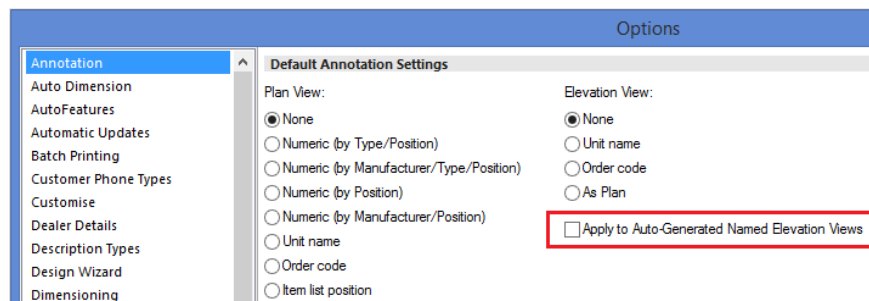 Options
Annotation
Auto Dimension
AutoFeatures
Automatic Updates
Batch Printing
Customer Phone Types
Customise
Dealer Details
Description Types
Design Wizard
Dimensioning
Default Annotation Settings
Plan View:
None
Numeric (by Type/Position)
Numeric (by Manufacturer/Type/Position)
Numeric (by Position)
Numeric (by Manufacturer/Position)
Unit name
Order code
Item list position
Elevation View:
None
Unit name
Order code
As Plan
Apply to Auto-Generated Named Elevation Views